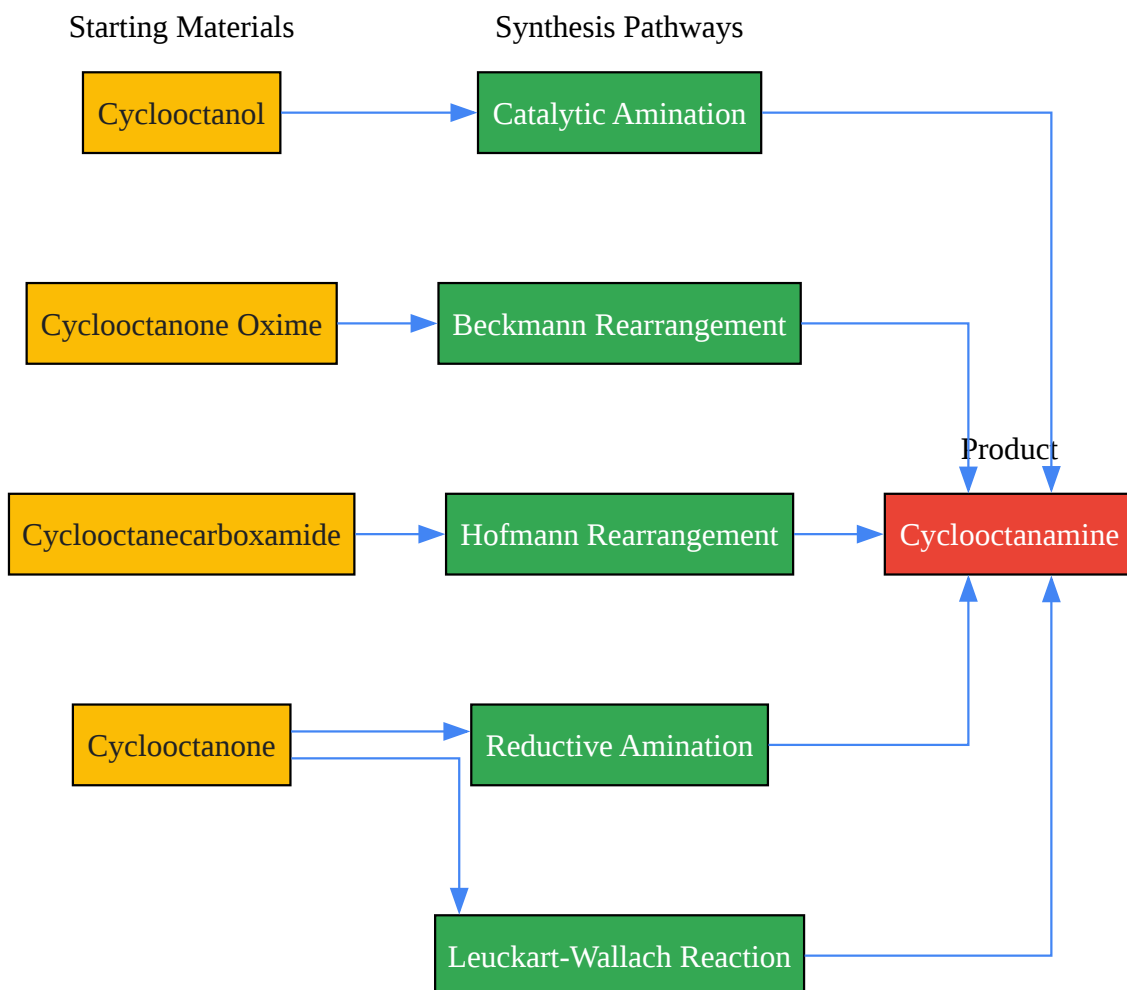 Starting Materials
Synthesis Pathways
Cyclooctanol
Catalytic Amination
Cyclooctanone Oxime
Beckmann Rearrangement
Product
Cyclooctanecarboxamide
Hofmann Rearrangement
Cyclooctanamine
Cyclooctanone
Reductive Amination
Leuckart-Wallach Reaction